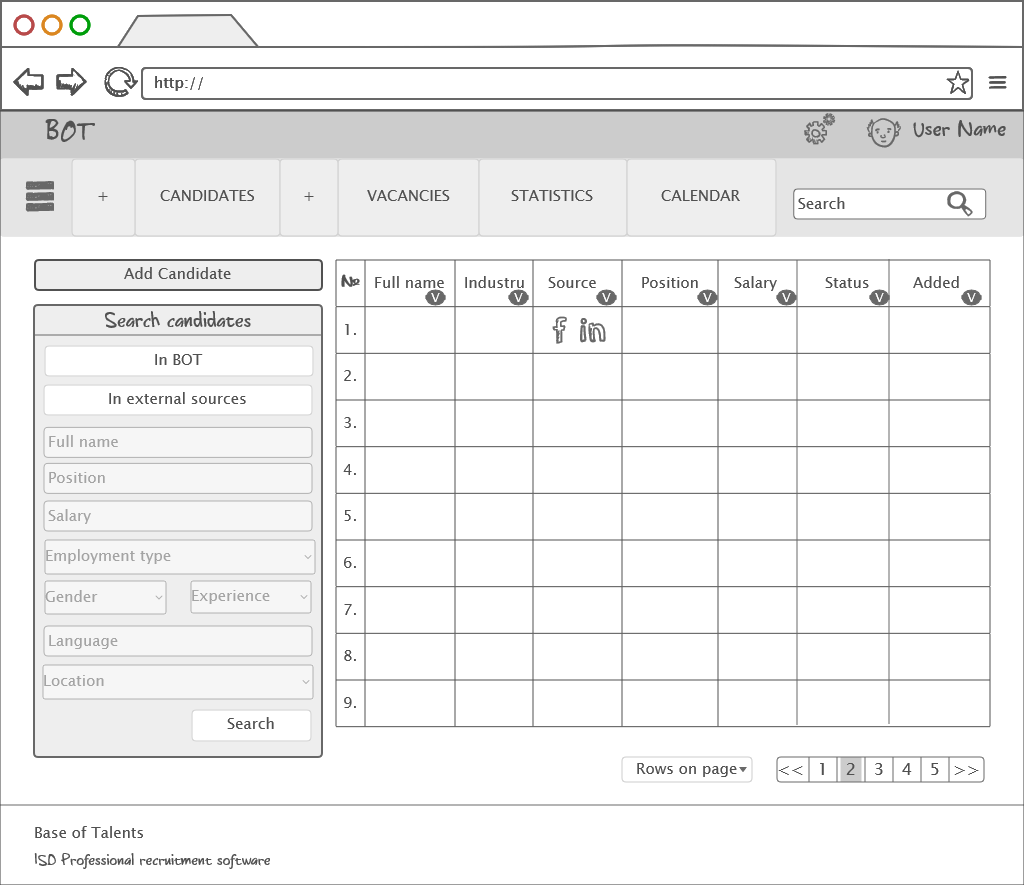 http://
BOT
User Name
+
CANDIDATES
+
VACANCIES
STATISTICS
CALENDAR
Search
Add Candidate
Search candidates
In BOT
In external sources
Full name
Position
Salary
Employment type
Gender
Experience
Language
Location
Search
№ Full name Industru Source Position Salary Status Added
V V V V V V V
1. f in
2.
3.
4.
5.
6.
7.
8.
9.
Rows on page
<< 1 2 3 4 5 >>
Base of Talents
ISD Professional recruitment software